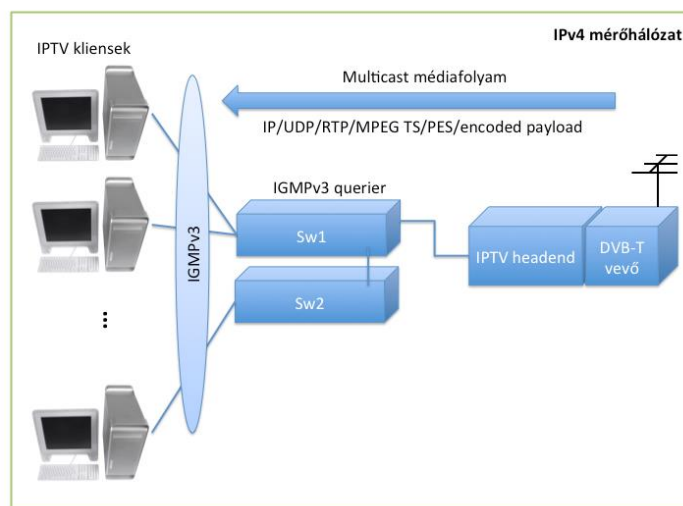 IPv4 mérőhálózat
IPTV kliensek
Multicast médiafolyam
IP/UDP/RTP/MPEG TS/PES/encoded payload
IGMPv3
IGMPv3 querier
Sw1
Sw2
IPTV headend
DVB-T
vevő
...